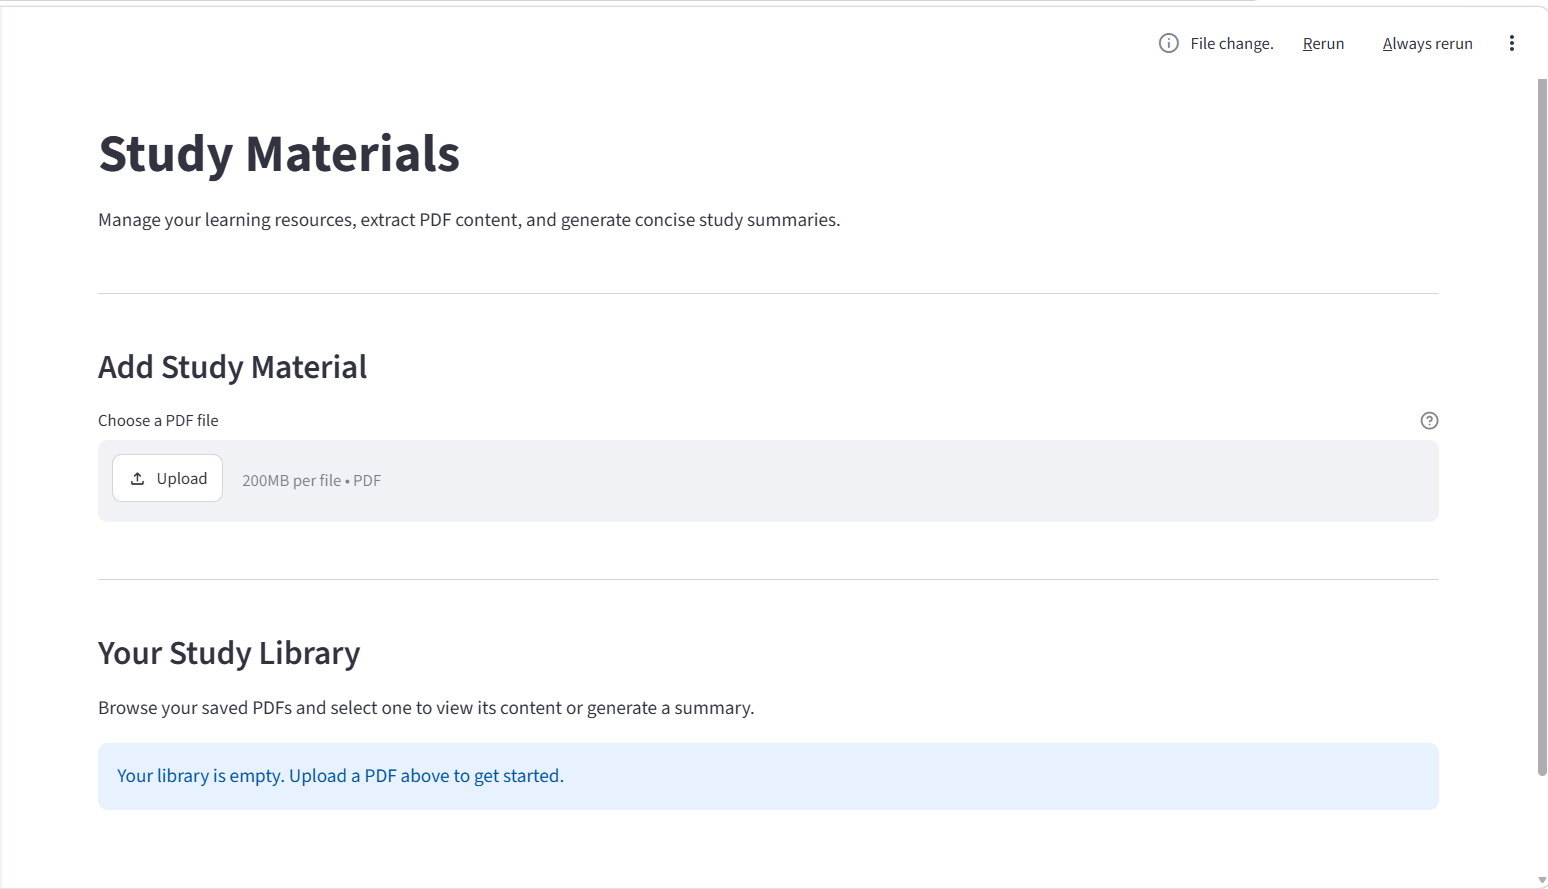 File change. Rerun Always rerun
Study Materials
Manage your learning resources, extract PDF content, and generate concise study summaries.
Add Study Material
Choose a PDF file
Upload 200MB per file • PDF
Your Study Library
Browse your saved PDFs and select one to view its content or generate a summary.
Your library is empty. Upload a PDF above to get started.